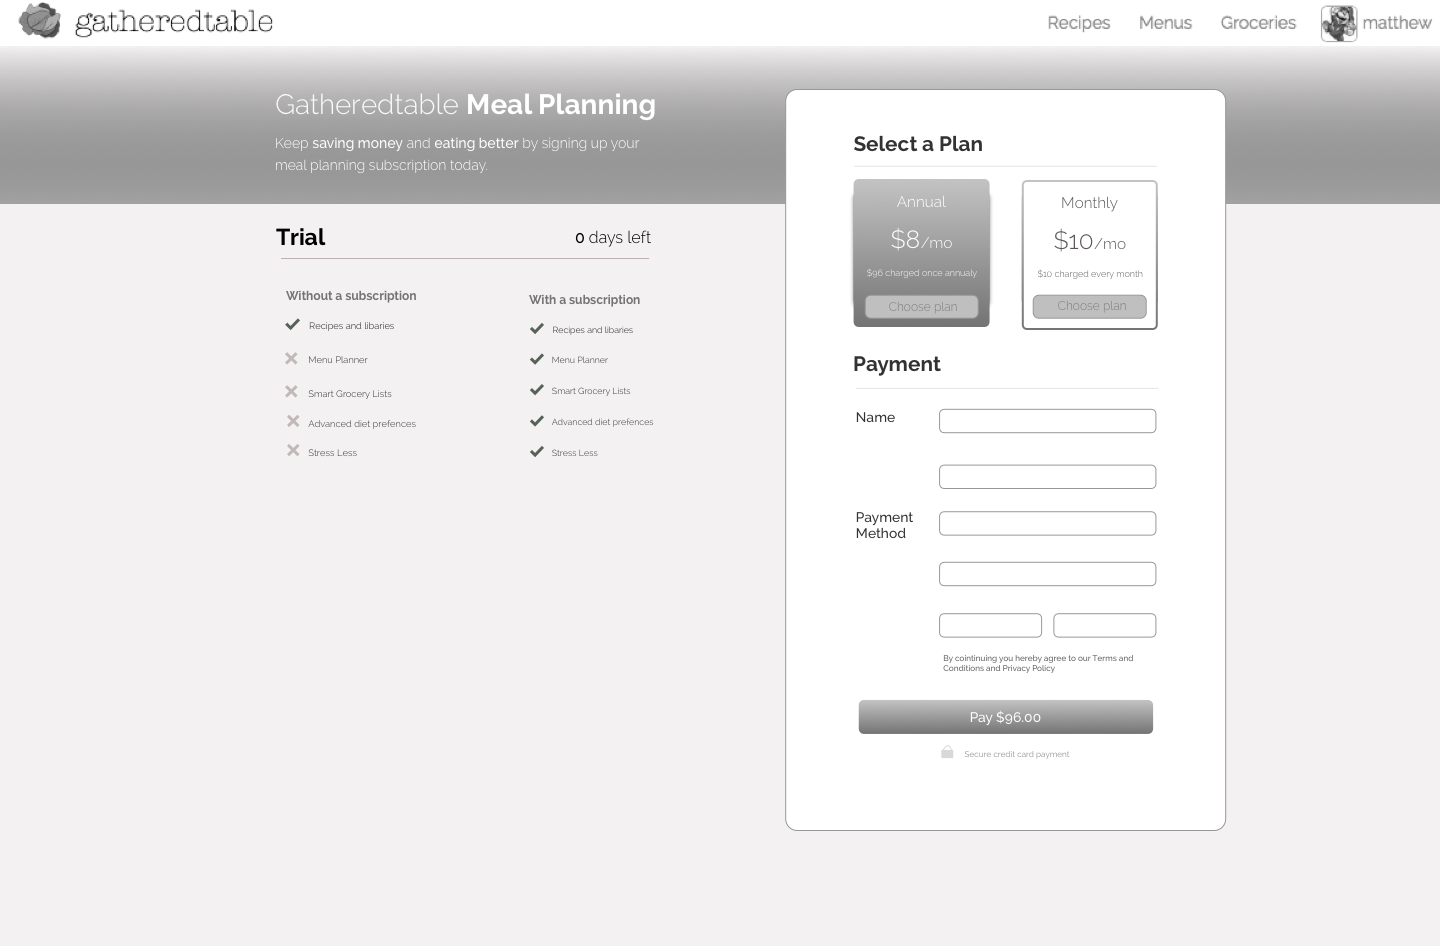 gatheredtable
Recipes Menus Groceries matthew
Gatheredtable Meal Planning
Keep saving money and eating better by signing up your
meal planning subscription today.
Trial
0 days left
Without a subscription
Recipes and libaries
Menu Planner
Smart Grocery Lists
Advanced diet prefences
Stress Less
With a subscription
Recipes and libaries
Menu Planner
Smart Grocery Lists
Advanced diet prefences
Stress Less
Select a Plan
Annual
$8/mo
$96 charged once annualy
Choose plan
Monthly
$10/mo
$10 charged every month
Choose plan
Payment
Name
Payment
Method
By cointinuing you hereby agree to our Terms and
Conditions and Privacy Policy
Pay $96.00
Secure credit card payment